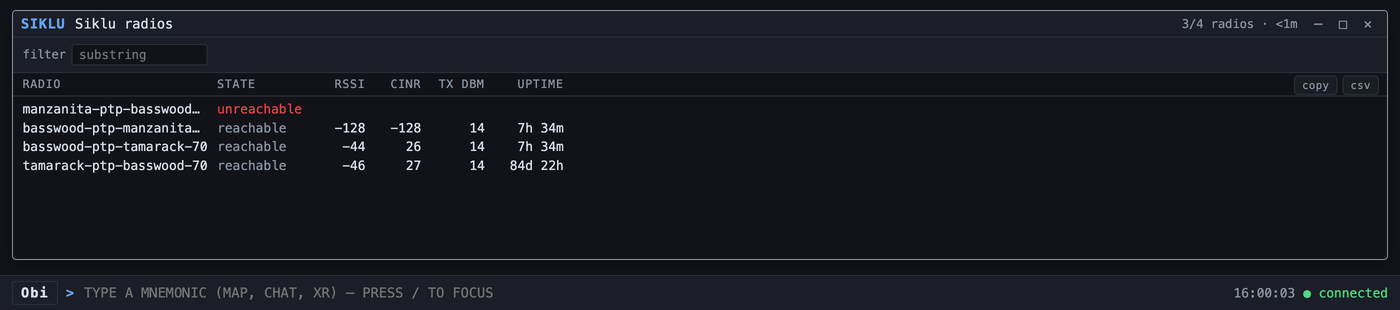 SIKLU Siklu radios 3/4 radios · <1m — □ ×
filter substring
RADIO STATE RSSI CINR TX DBM UPTIME copy csv
manzanita-ptp-basswood… unreachable
basswood-ptp-manzanita… reachable −128 −128 14 7h 34m
basswood-ptp-tamarack-70 reachable −44 26 14 7h 34m
tamarack-ptp-basswood-70 reachable −46 27 14 84d 22h
Obi > TYPE A MNEMONIC (MAP, CHAT, XR) — PRESS / TO FOCUS 16:00:03 ● connected